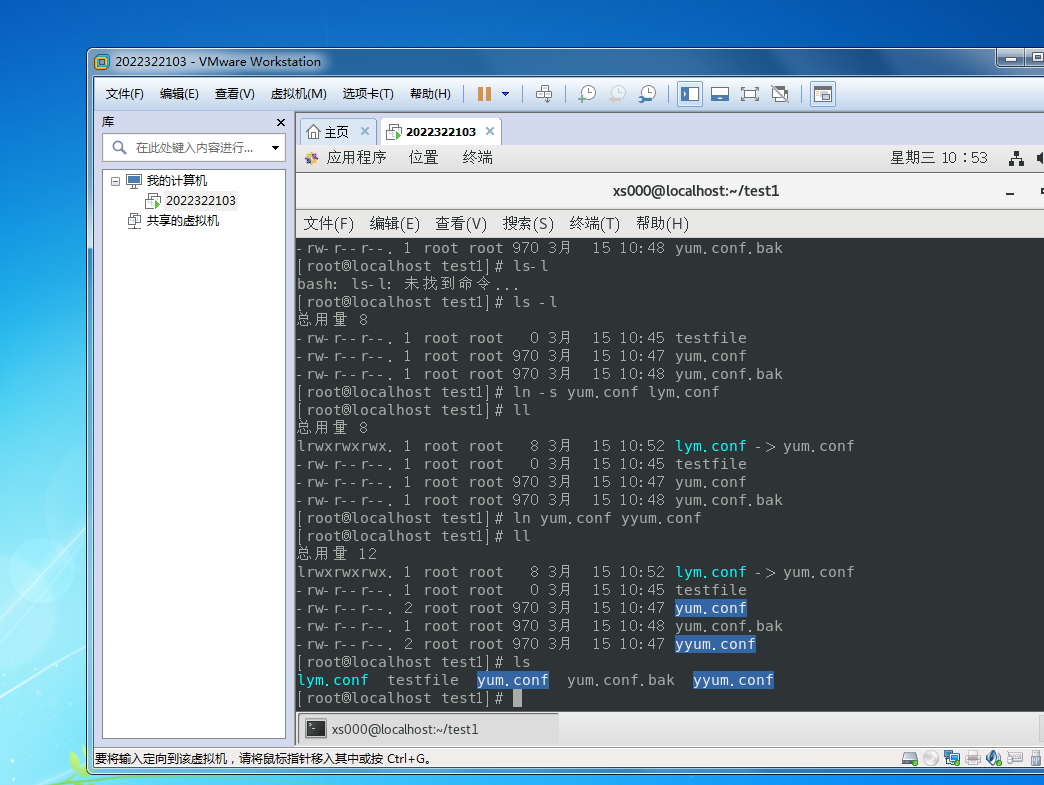 2022322103 - VMware Workstation
文件(F) 编辑(E) 查看(V) 虚拟机(M) 选项卡(T) 帮助(H)
库
在此处键入内容进行...
我的计算机
2022322103
共享的虚拟机
主页 2022322103
应用程序 位置 终端 星期三 10：53
xs000@localhost:~/test1
文件(F) 编辑(E) 查看(V) 搜索(S) 终端(T) 帮助(H)
-rw-r--r--. 1 root root 970 3月 15 10:48 yum.conf.bak
[root@localhost test1]# ls-l
bash: ls-l: 未找到命令...
[root@localhost test1]# ls -l
总用量 8
-rw-r--r--. 1 root root 0 3月 15 10:45 testfile
-rw-r--r--. 1 root root 970 3月 15 10:47 yum.conf
-rw-r--r--. 1 root root 970 3月 15 10:48 yum.conf.bak
[root@localhost test1]# ln -s yum.conf lym.conf
[root@localhost test1]# ll
总用量 8
lrwxrwxrwx. 1 root root 8 3月 15 10:52 lym.conf -> yum.conf
-rw-r--r--. 1 root root 0 3月 15 10:45 testfile
-rw-r--r--. 1 root root 970 3月 15 10:47 yum.conf
-rw-r--r--. 1 root root 970 3月 15 10:48 yum.conf.bak
[root@localhost test1]# ln yum.conf yyum.conf
[root@localhost test1]# ll
总用量 12
lrwxrwxrwx. 1 root root 8 3月 15 10:52 lym.conf -> yum.conf
-rw-r--r--. 1 root root 0 3月 15 10:45 testfile
-rw-r--r--. 2 root root 970 3月 15 10:47 yum.conf
-rw-r--r--. 1 root root 970 3月 15 10:48 yum.conf.bak
-rw-r--r--. 2 root root 970 3月 15 10:47 yyum.conf
[root@localhost test1]# ls
lym.conf testfile yum.conf yum.conf.bak yyum.conf
[root@localhost test1]#
xs000@localhost:~/test1
要将输入定向到该虚拟机，请将鼠标指针移入其中或按 Ctrl+G。